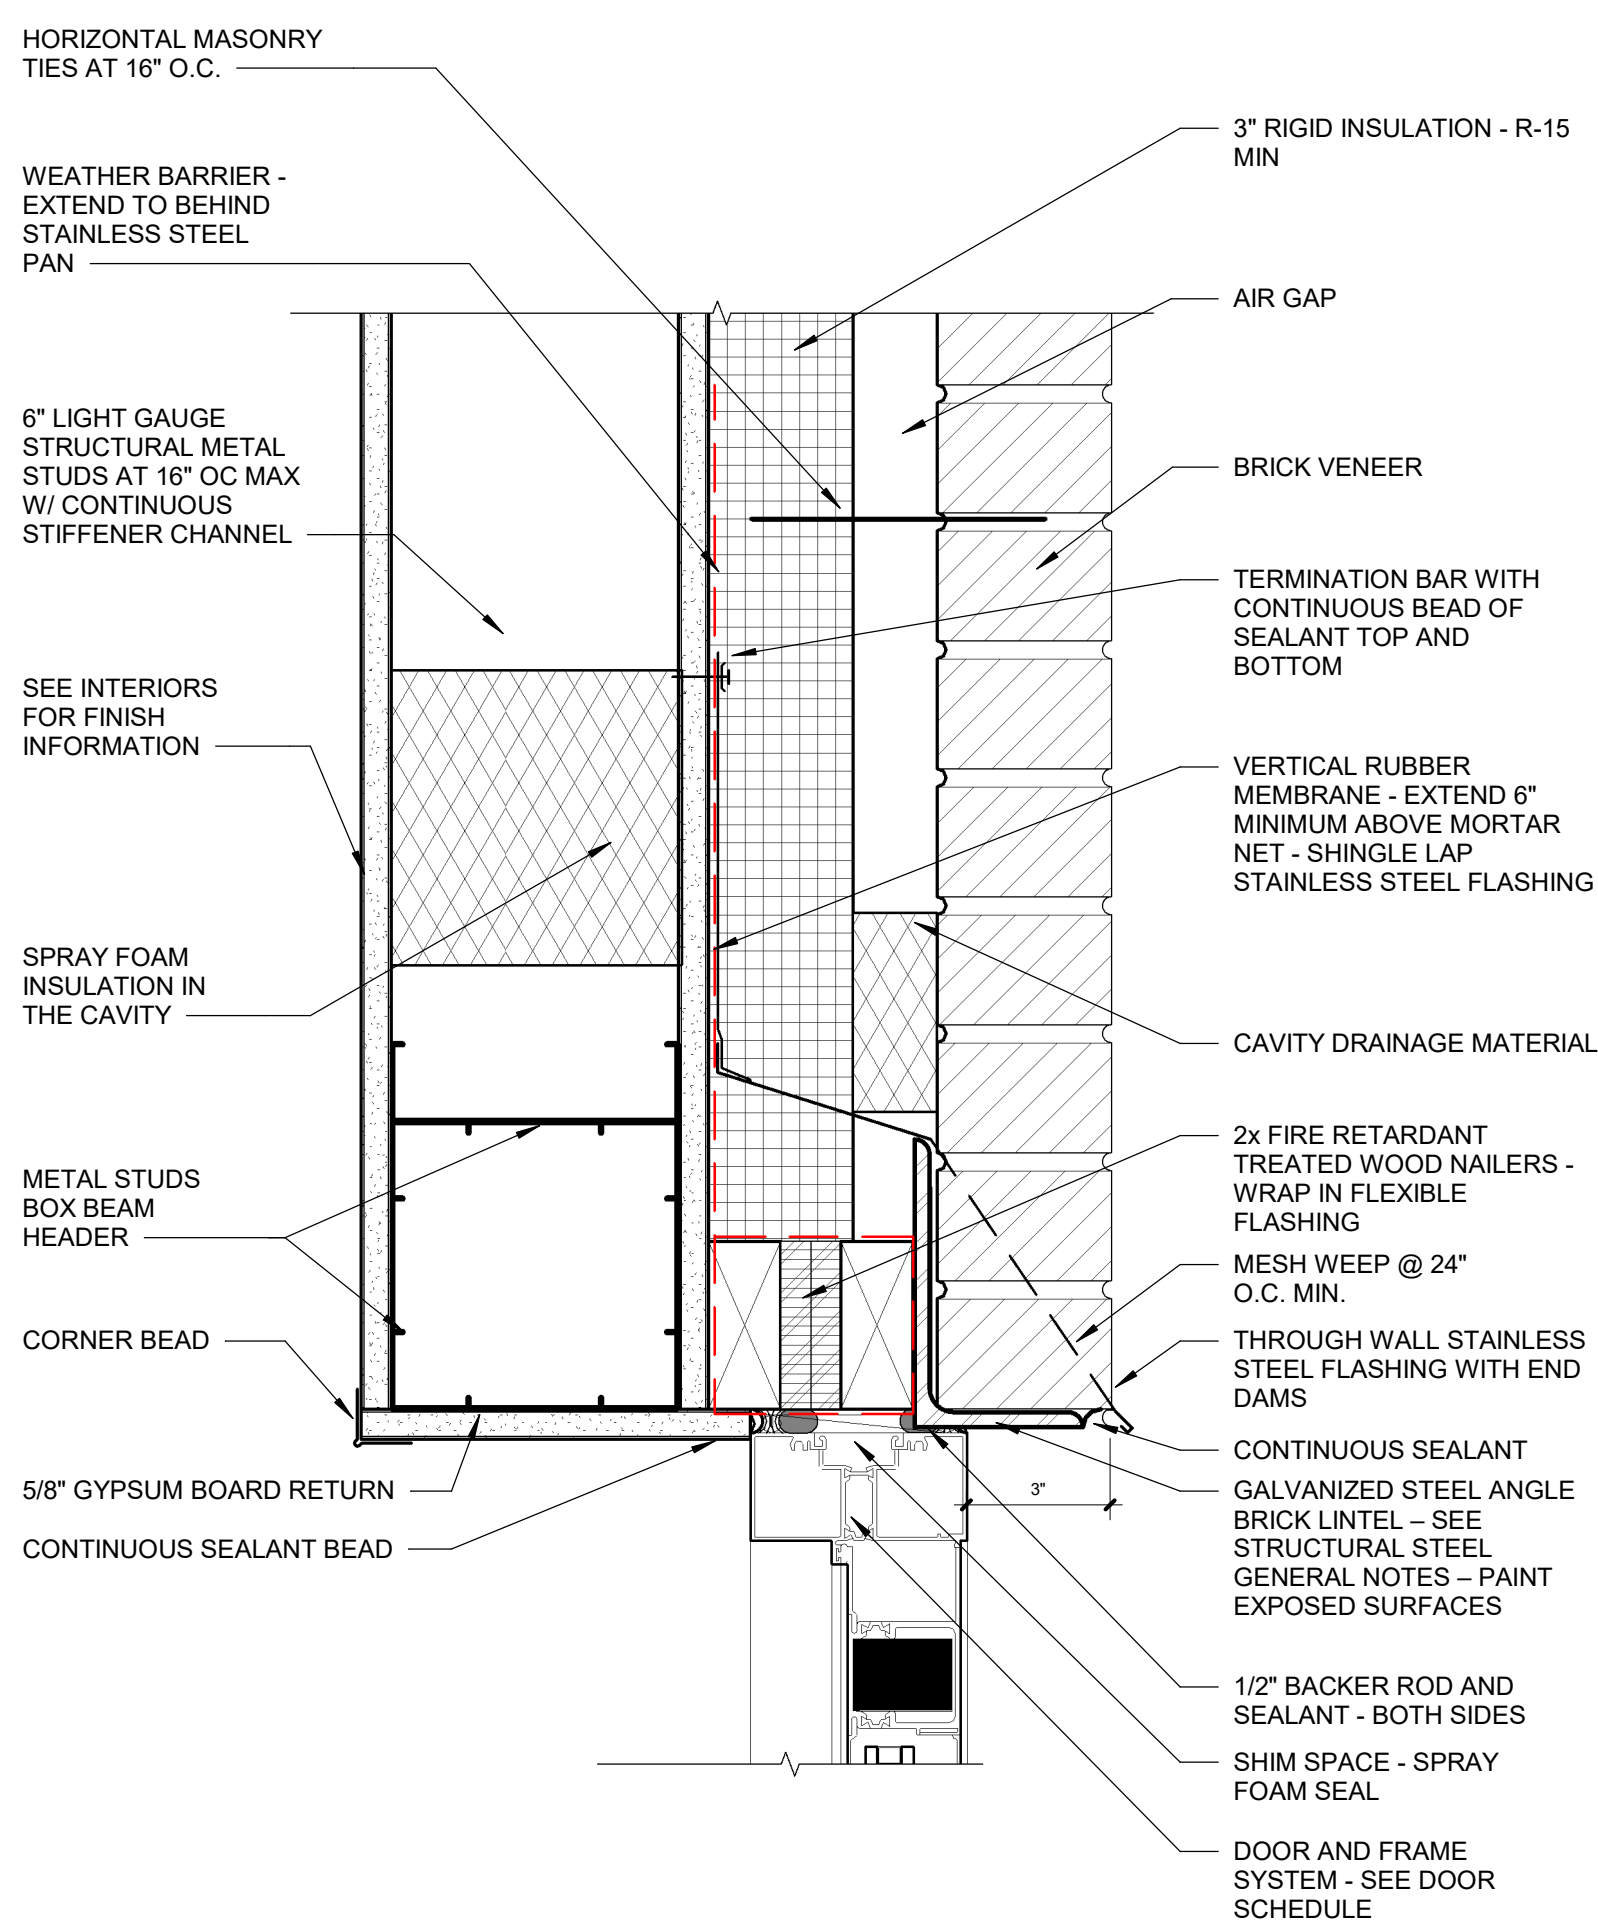 HORIZONTAL MASONRY
TIES AT 16" O.C.
WEATHER BARRIER -
EXTEND TO BEHIND
STAINLESS STEEL
PAN
6" LIGHT GAUGE
STRUCTURAL METAL
STUDS AT 16" OC MAX
W/ CONTINUOUS
STIFFENER CHANNEL
SEE INTERIORS
FOR FINISH
INFORMATION
SPRAY FOAM
INSULATION IN
THE CAVITY
METAL STUDS
BOX BEAM
HEADER
CORNER BEAD
5/8" GYPSUM BOARD RETURN
CONTINUOUS SEALANT BEAD
3" RIGID INSULATION - R-15
MIN
AIR GAP
BRICK VENEER
TERMINATION BAR WITH
CONTINUOUS BEAD OF
SEALANT TOP AND
BOTTOM
VERTICAL RUBBER
MEMBRANE - EXTEND 6"
MINIMUM ABOVE MORTAR
NET - SHINGLE LAP
STAINLESS STEEL FLASHING
CAVITY DRAINAGE MATERIAL
2x FIRE RETARDANT
TREATED WOOD NAILERS -
WRAP IN FLEXIBLE
FLASHING
MESH WEEP @ 24"
O.C. MIN.
THROUGH WALL STAINLESS
STEEL FLASHING WITH END
DAMS
CONTINUOUS SEALANT
3"
GALVANIZED STEEL ANGLE
BRICK LINTEL – SEE
STRUCTURAL STEEL
GENERAL NOTES – PAINT
EXPOSED SURFACES
1/2" BACKER ROD AND
SEALANT - BOTH SIDES
SHIM SPACE - SPRAY
FOAM SEAL
DOOR AND FRAME
SYSTEM - SEE DOOR
SCHEDULE